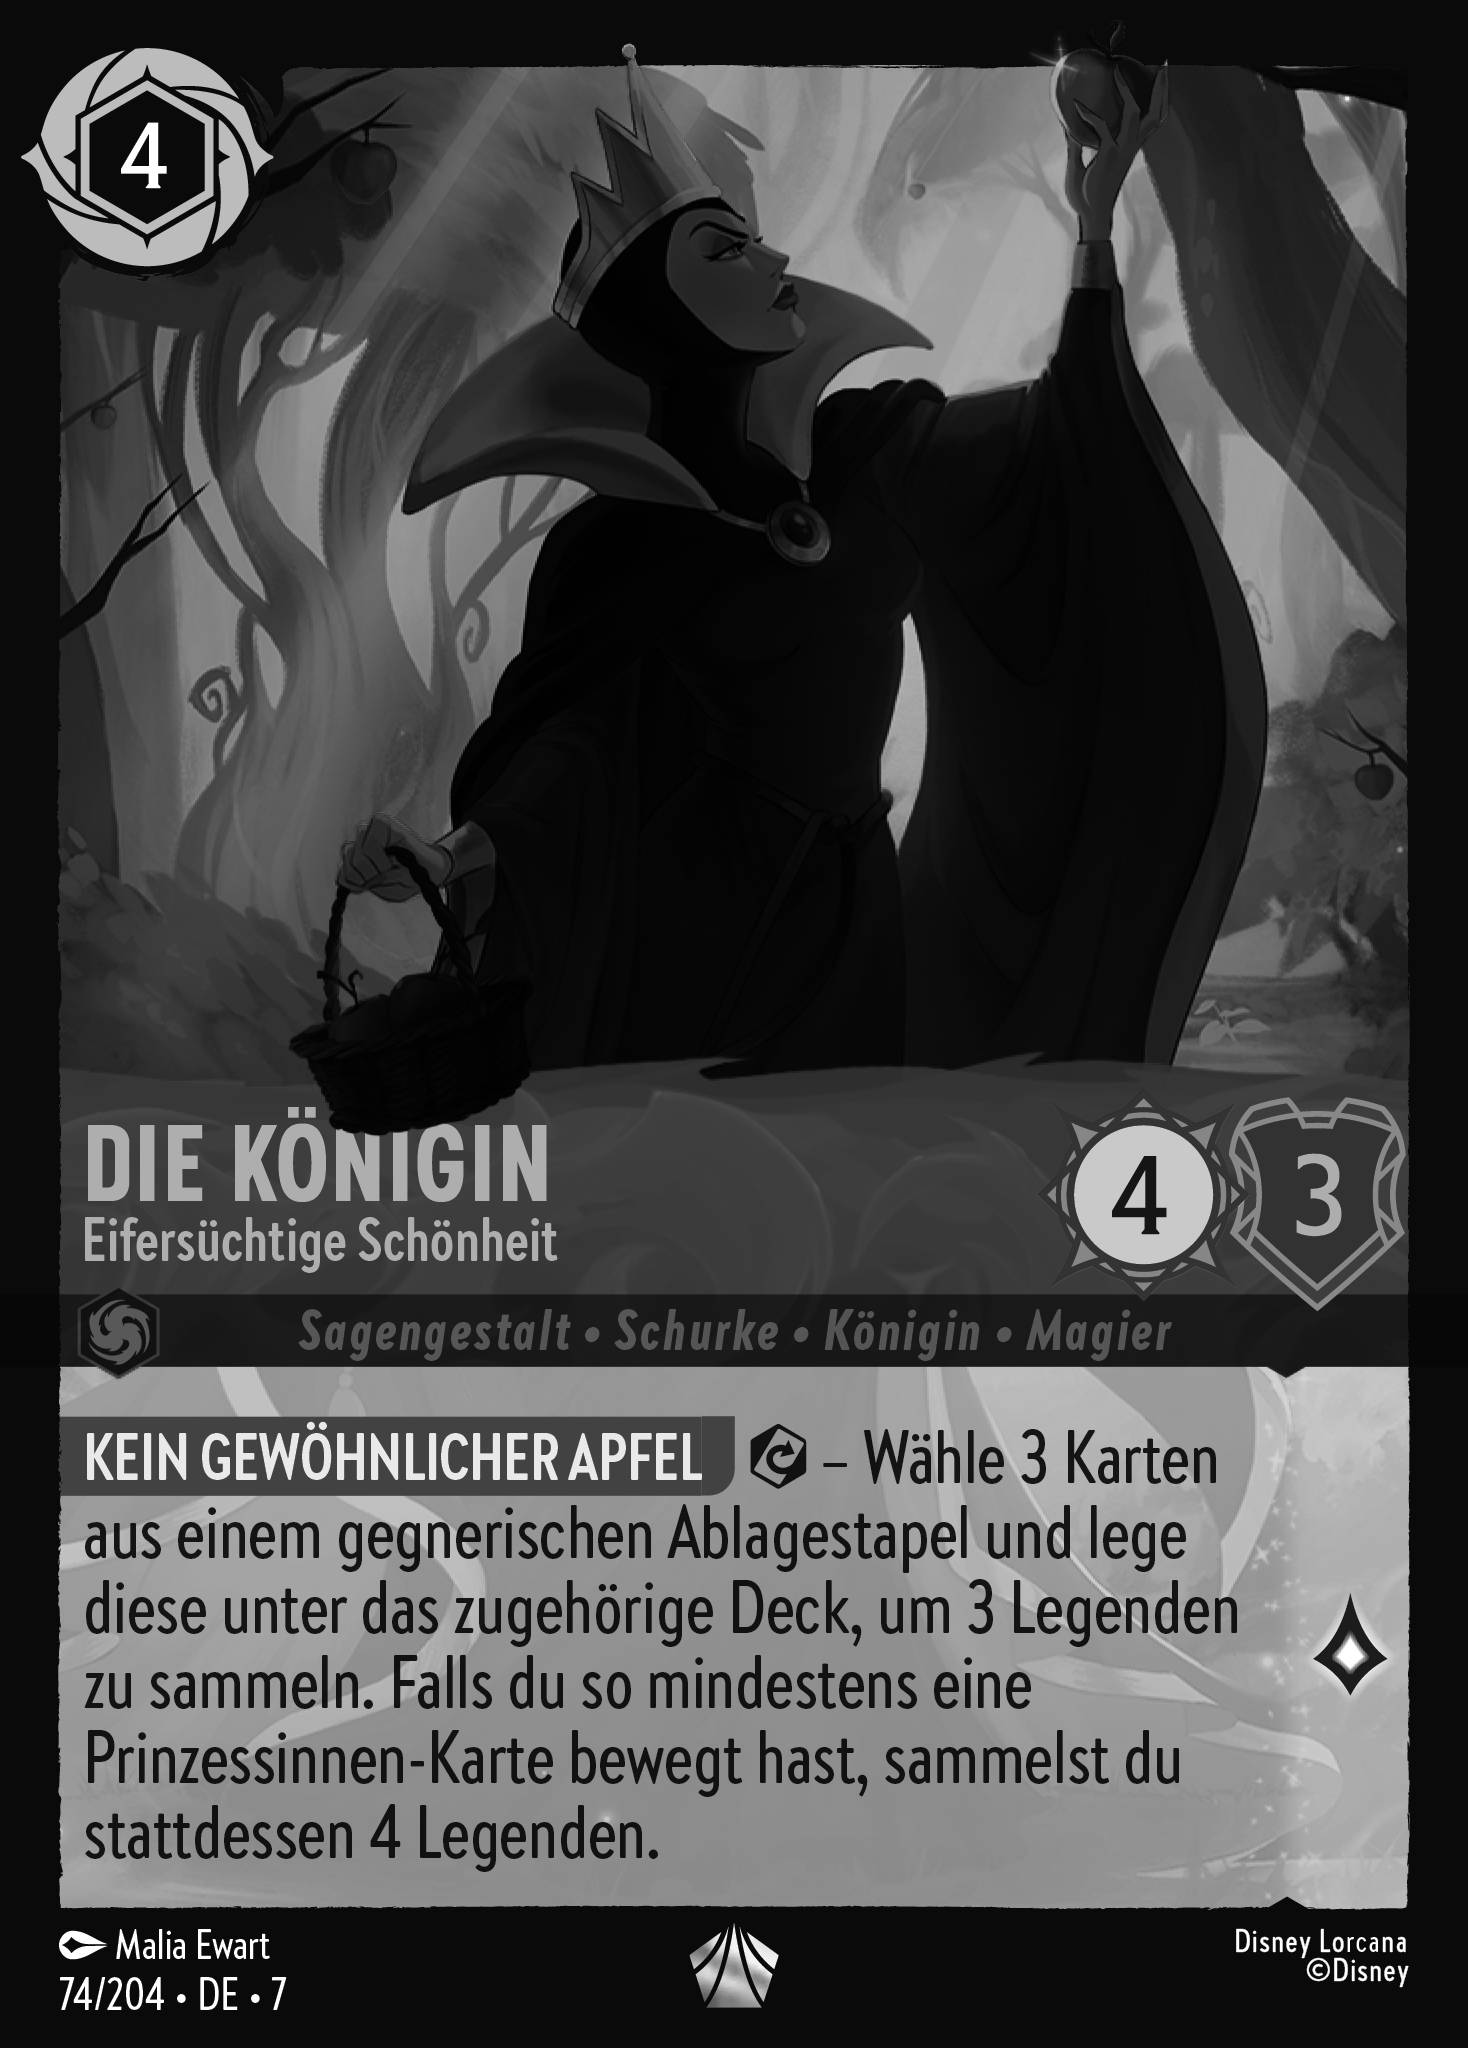 4
DIE KÖNIGIN
Eifersüchtige Schönheit
4 3
Sagengestalt • Schurke • Königin • Magier
KEIN GEWÖHNLICHER APFEL – Wähle 3 Karten
aus einem gegnerischen Ablagestapel und lege
diese unter das zugehörige Deck, um 3 Legenden
zu sammeln. Falls du so mindestens eine
Prinzessinnen-Karte bewegt hast, sammelst du
stattdessen 4 Legenden.
Malia Ewart
74/204 • DE • 7
Disney Lorcana
©Disney